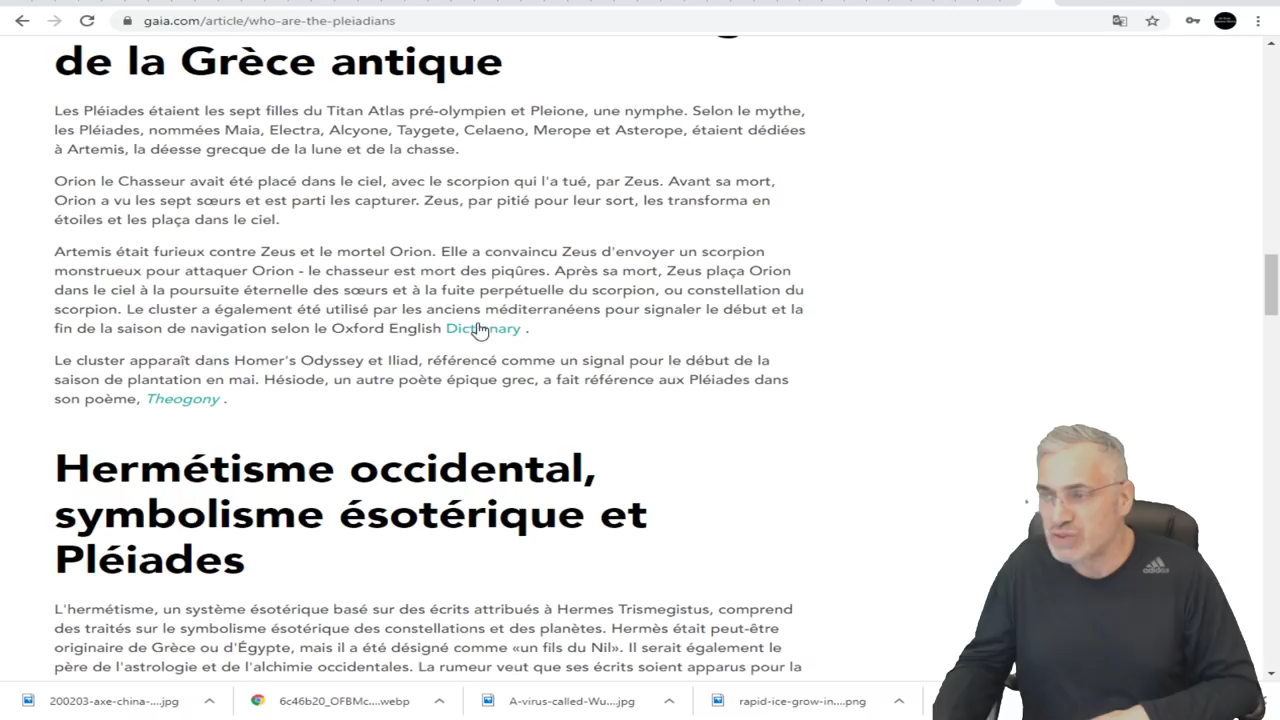 gaia.com/article/who-are-the-pleiadians
de la Grèce antique
Les Pléiades étaient les sept filles du Titan Atlas pré-olympien et Pleione, une nymphe. Selon le mythe,
les Pléiades, nommées Maia, Electra, Alcyone, Taygete, Celaeno, Merope et Asterope, étaient dédiées
à Artemis, la déesse grecque de la lune et de la chasse.
Orion le Chasseur avait été placé dans le ciel, avec le scorpion qui l'a tué, par Zeus. Avant sa mort,
Orion a vu les sept sœurs et est parti les capturer. Zeus, par pitié pour leur sort, les transforma en
étoiles et les plaça dans le ciel.
Artemis était furieux contre Zeus et le mortel Orion. Elle a convaincu Zeus d'envoyer un scorpion
monstrueux pour attaquer Orion - le chasseur est mort des piqûres. Après sa mort, Zeus plaça Orion
dans le ciel à la poursuite éternelle des sœurs et à la fuite perpétuelle du scorpion, ou constellation du
scorpion. Le cluster a également été utilisé par les anciens méditerranéens pour signaler le début et la
fin de la saison de navigation selon le Oxford English Dictionary .
Le cluster apparaît dans Homer's Odyssey et Iliad, référencé comme un signal pour le début de la
saison de plantation en mai. Hésiode, un autre poète épique grec, a fait référence aux Pléiades dans
son poème, Theogony .
Hermétisme occidental,
symbolisme ésotérique et
Pléiades
L'hermétisme, un système ésotérique basé sur des écrits attribués à Hermes Trismegistus, comprend
des traités sur le symbolisme ésotérique des constellations et des planètes. Hermès était peut-être
originaire de Grèce ou d'Égypte, mais il a été désigné comme «un fils du Nil». Il serait également le
père de l'astrologie et de l'alchimie occidentales. La rumeur veut que ses écrits soient apparus pour la
adidas
200203-axe-china-....jpg
6c46b20_OFBMc....webp
A-virus-called-Wu....jpg
rapid-ice-grow-in....png